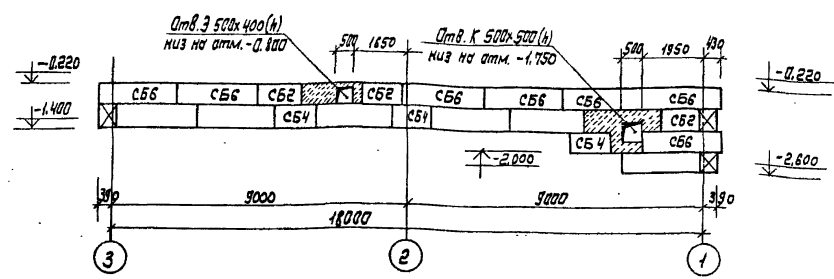 Отв. Э 500х400(h)
низ на отм. -0.800
Отв. К 500х500(h)
низ на отм. -1.750
500 1650
500 1950 430
-0.220
-0.220
СБ6 СБ6 СБ2 СБ2 СБ6 СБ6 СБ6 СБ6
-1.400
СБ4 СБ4 СБ2
СБ4 СБ6
-2.000
-2.600
390 9000 9000 390
18000
3 2 1